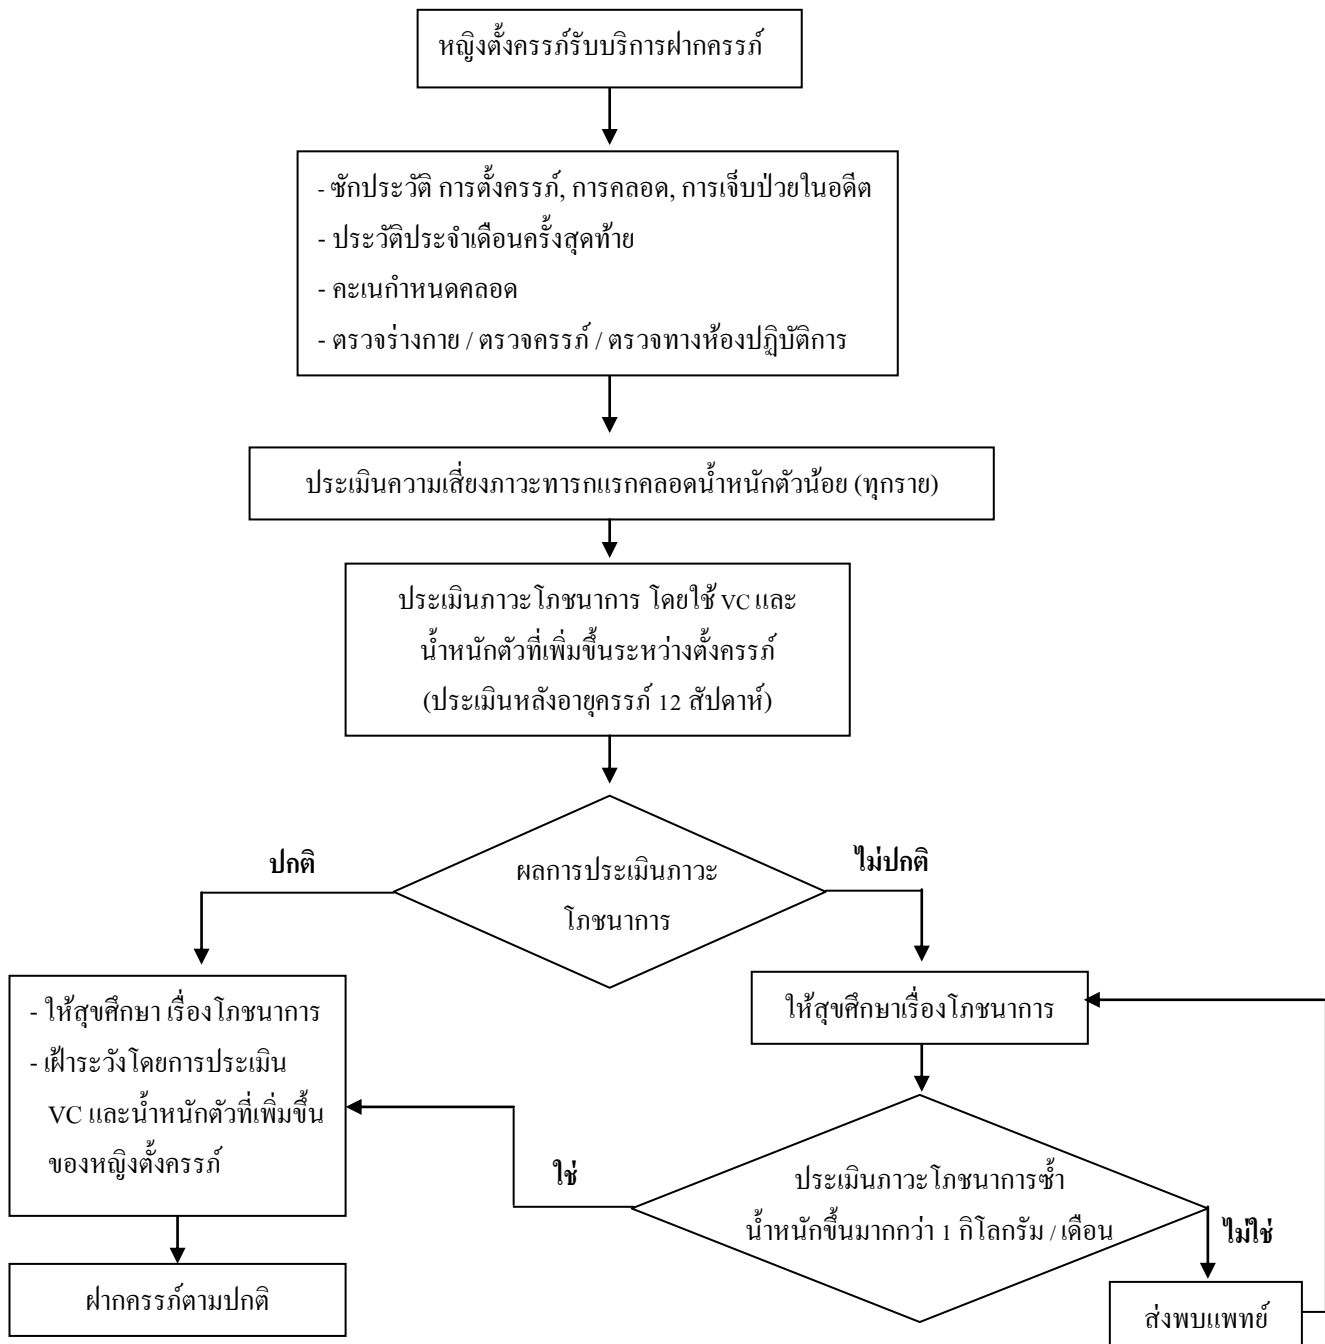 หญิงตั้งครรภ์รับบริการฝากครรภ์
- ซักประวัติ การตั้งครรภ์, การคลอด, การเจ็บป่วยในอดีต
- ประวัติประจำเดือนครั้งสุดท้าย
- คะเนกำหนดคลอด
- ตรวจร่างกาย / ตรวจครรภ์ / ตรวจทางห้องปฏิบัติการ
ประเมินความเสี่ยงภาวะทารกแรกคลอดน้ำหนักตัวน้อย (ทุกราย)
ประเมินภาวะโภชนาการ โดยใช้ VC และ
น้ำหนักตัวที่เพิ่มขึ้นระหว่างตั้งครรภ์
(ประเมินหลังอายุครรภ์ 12 สัปดาห์)
ปกติ
ไม่ปกติ
ผลการประเมินภาวะ
โภชนาการ
- ให้สุขศึกษา เรื่องโภชนาการ
- เฝ้าระวังโดยการประเมิน
VC และน้ำหนักตัวที่เพิ่มขึ้น
ของหญิงตั้งครรภ์
ให้สุขศึกษาเรื่องโภชนาการ
ใช่
ประเมินภาวะโภชนาการซ้ำ
น้ำหนักขึ้นมากกว่า 1 กิโลกรัม / เดือน
ไม่ใช่
ฝากครรภ์ตามปกติ
ส่งพบแพทย์